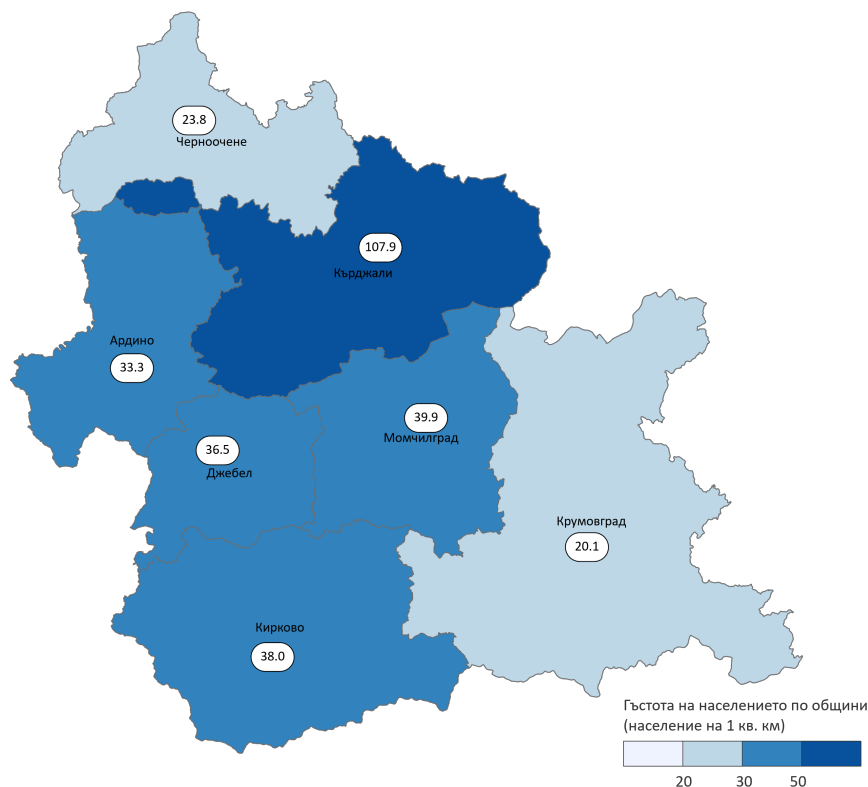 23.8
Черноочене
107.9
Кърджали
Ардино
33.3
39.9
Момчилград
36.5
Джебел
Крумовград
20.1
Кирково
38.0
Гъстота на населението по общини
(население на 1 кв. км)
20 30 50